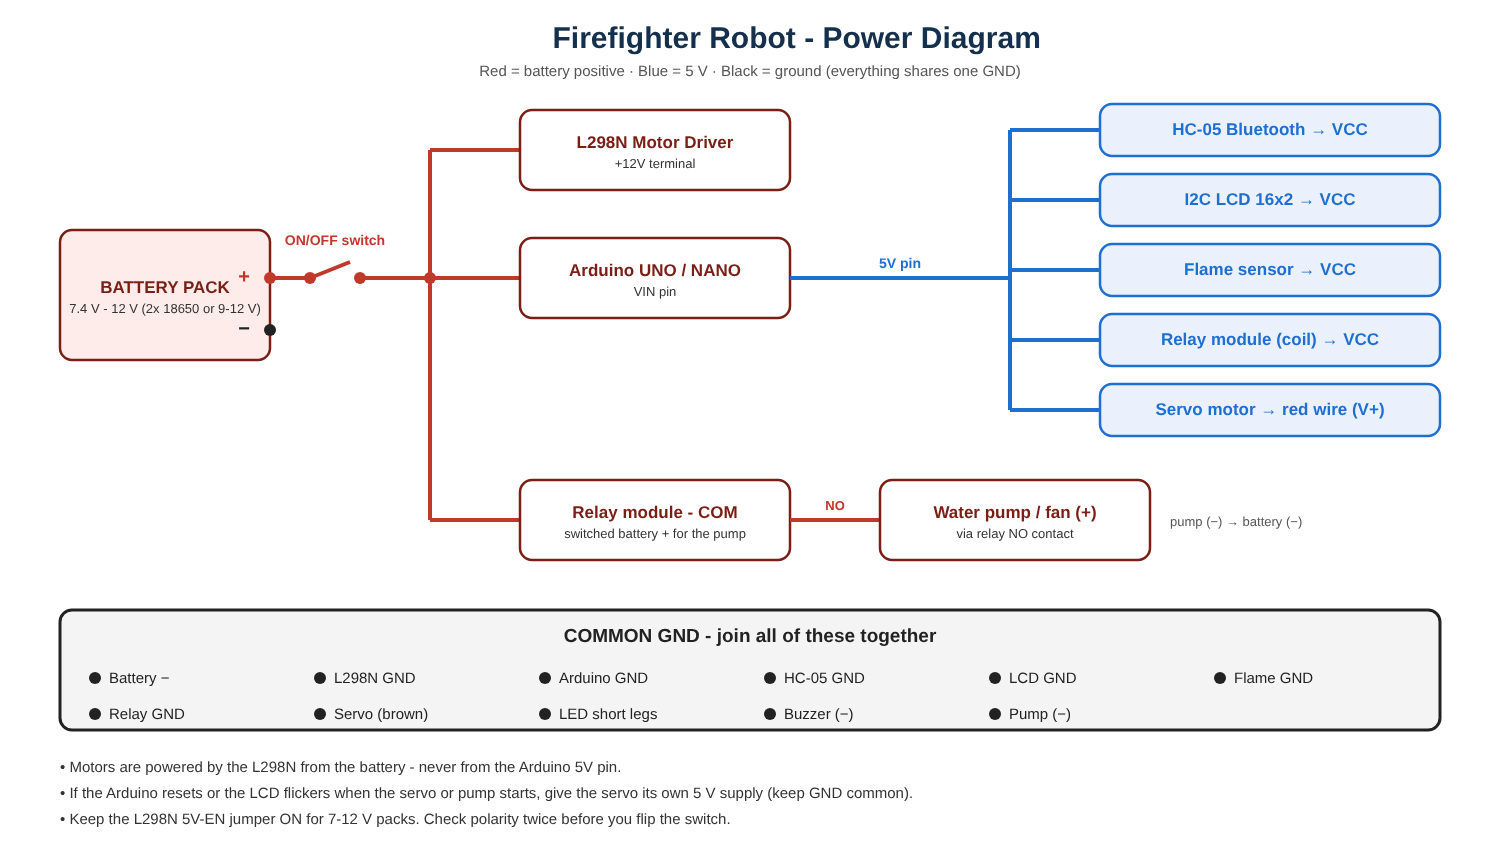 Firefighter Robot - Power Diagram
Red = battery positive · Blue = 5 V · Black = ground (everything shares one GND)
HC-05 Bluetooth → VCC
L298N Motor Driver
+12V terminal
I2C LCD 16x2 → VCC
ON/OFF switch
BATTERY PACK
+
7.4 V - 12 V (2x 18650 or 9-12 V)
−
Arduino UNO / NANO
VIN pin
5V pin
Flame sensor → VCC
Relay module (coil) → VCC
Servo motor → red wire (V+)
Relay module - COM
switched battery + for the pump
NO
Water pump / fan (+)
via relay NO contact
pump (−) → battery (−)
COMMON GND - join all of these together
Battery −
L298N GND
Arduino GND
HC-05 GND
LCD GND
Flame GND
Relay GND
Servo (brown)
LED short legs
Buzzer (−)
Pump (−)
• Motors are powered by the L298N from the battery - never from the Arduino 5V pin.
• If the Arduino resets or the LCD flickers when the servo or pump starts, give the servo its own 5 V supply (keep GND common).
• Keep the L298N 5V-EN jumper ON for 7-12 V packs. Check polarity twice before you flip the switch.